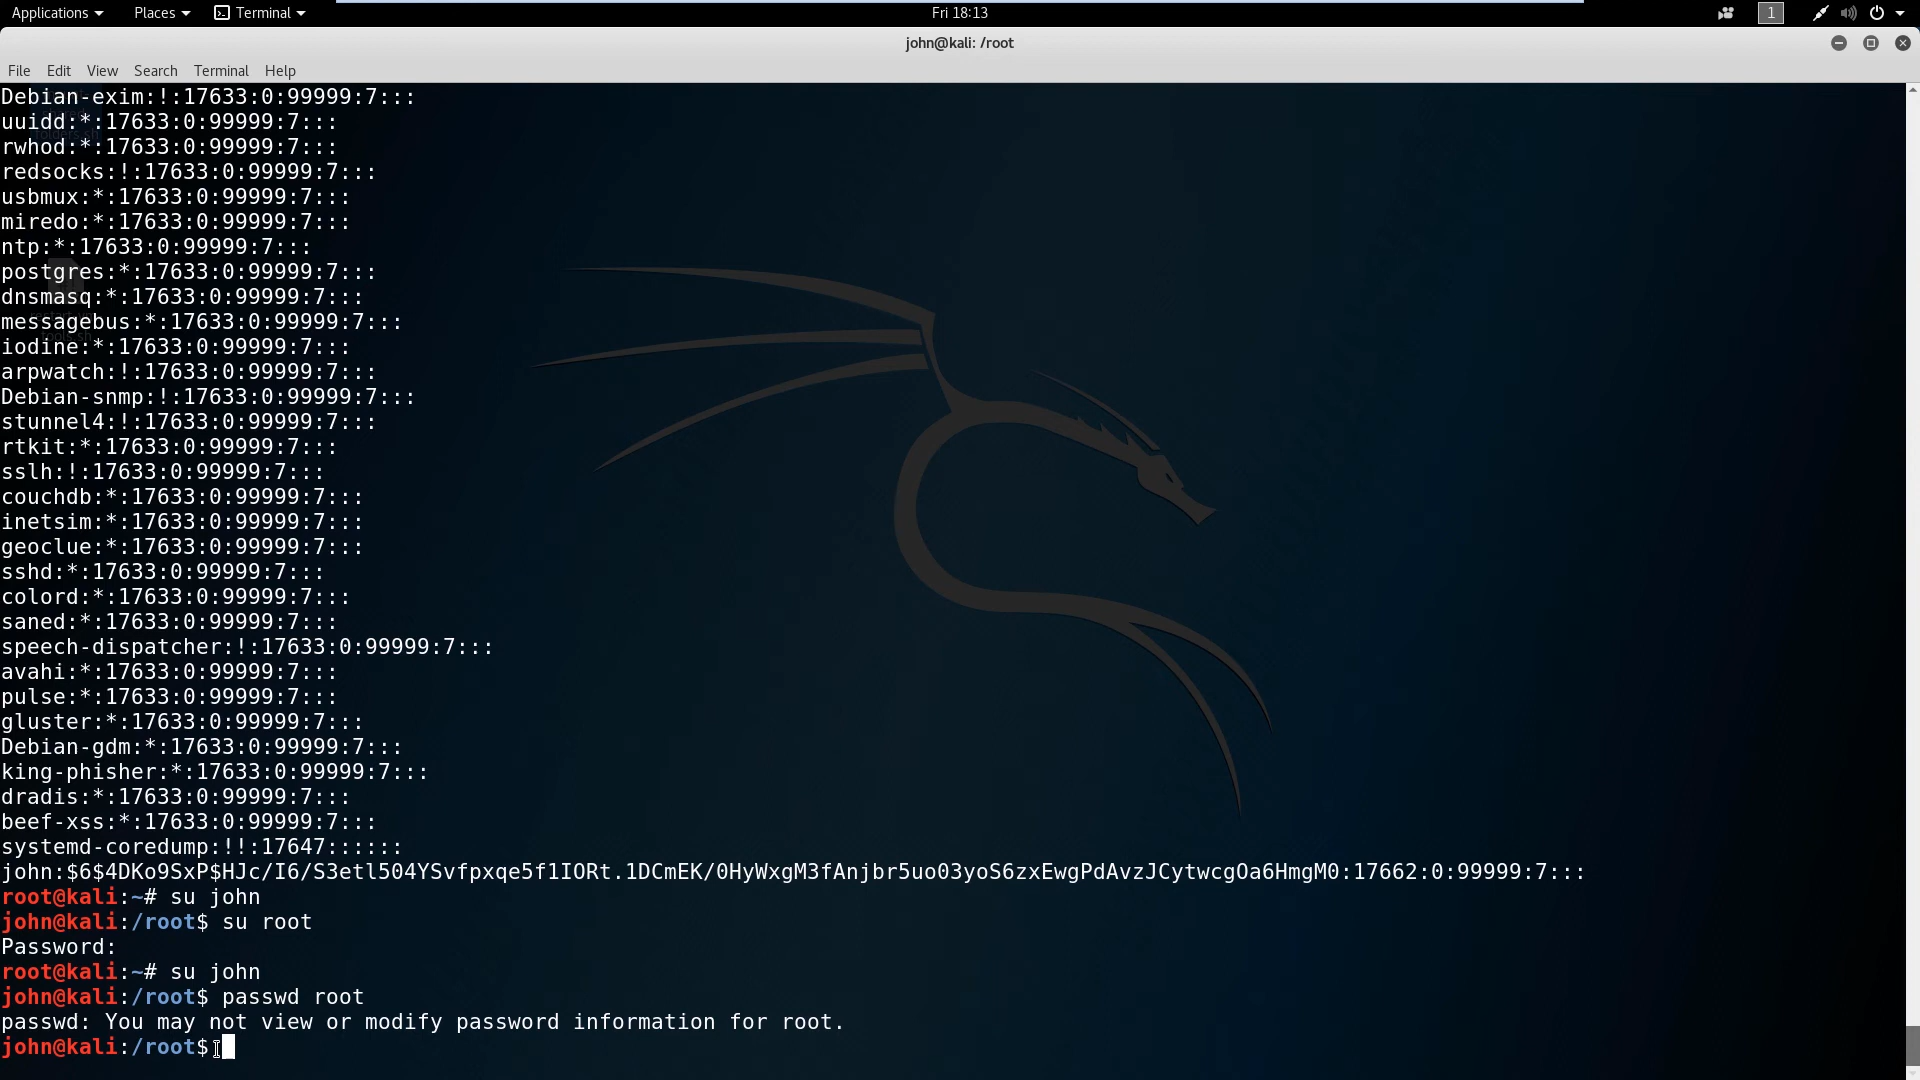 Applications Places Terminal Fri 18:13 1
john@kali: /root
File Edit View Search Terminal Help
Debian-exim:!:17633:0:99999:7:::
uuidd:*:17633:0:99999:7:::
rwhod:*:17633:0:99999:7:::
redsocks:!:17633:0:99999:7:::
usbmux:*:17633:0:99999:7:::
miredo:*:17633:0:99999:7:::
ntp:*:17633:0:99999:7:::
postgres:*:17633:0:99999:7:::
dnsmasq:*:17633:0:99999:7:::
messagebus:*:17633:0:99999:7:::
iodine:*:17633:0:99999:7:::
arpwatch:!:17633:0:99999:7:::
Debian-snmp:!:17633:0:99999:7:::
stunnel4:!:17633:0:99999:7:::
rtkit:*:17633:0:99999:7:::
sslh:!:17633:0:99999:7:::
couchdb:*:17633:0:99999:7:::
inetsim:*:17633:0:99999:7:::
geoclue:*:17633:0:99999:7:::
sshd:*:17633:0:99999:7:::
colord:*:17633:0:99999:7:::
saned:*:17633:0:99999:7:::
speech-dispatcher:!:17633:0:99999:7:::
avahi:*:17633:0:99999:7:::
pulse:*:17633:0:99999:7:::
gluster:*:17633:0:99999:7:::
Debian-gdm:*:17633:0:99999:7:::
king-phisher:*:17633:0:99999:7:::
dradis:*:17633:0:99999:7:::
beef-xss:*:17633:0:99999:7:::
systemd-coredump:!!:17647::::::
john:$6$4DKo9SxP$HJc/I6/S3etl504YSvfpxqe5f1IORt.1DCmEK/0HyWxgM3fAnjbr5uo03yoS6zxEwgPdAvzJCytwcgOa6HmgM0:17662:0:99999:7:::
root@kali:~# su john
john@kali:/root$ su root
Password:
root@kali:~# su john
john@kali:/root$ passwd root
passwd: You may not view or modify password information for root.
john@kali:/root$